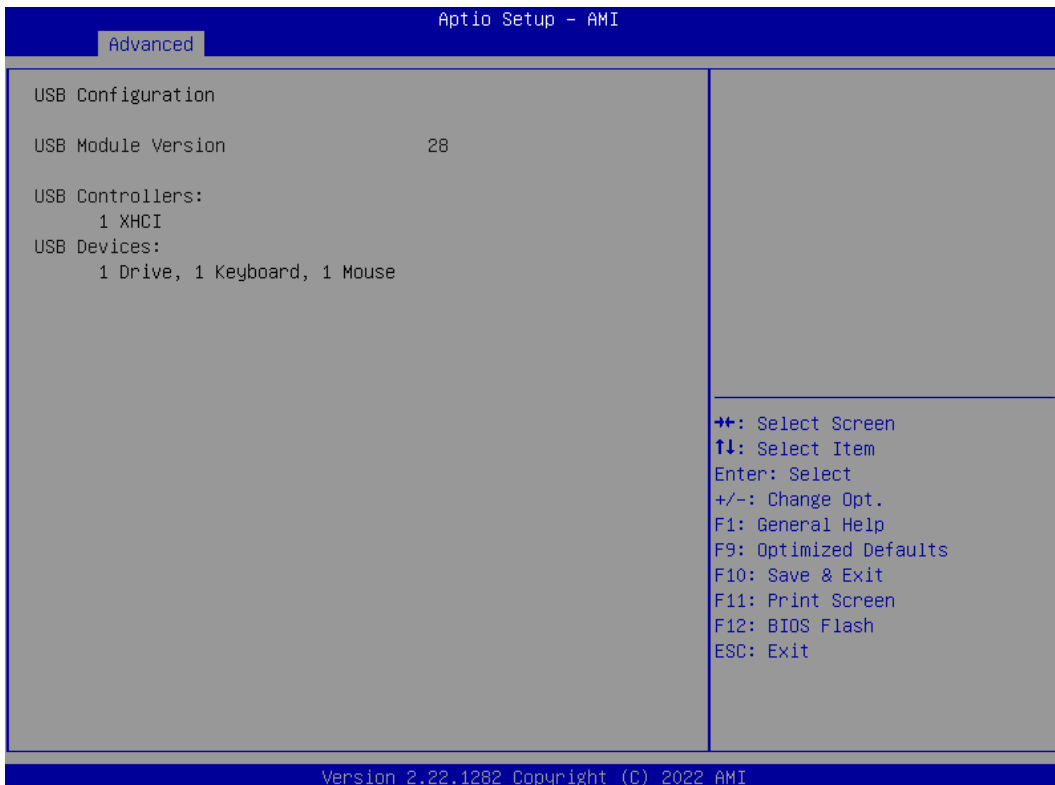 Aptio Setup – AMI
Advanced
USB Configuration
USB Module Version 28
USB Controllers:
1 XHCI
USB Devices:
1 Drive, 1 Keyboard, 1 Mouse
→←: Select Screen
↑↓: Select Item
Enter: Select
+/-: Change Opt.
F1: General Help
F9: Optimized Defaults
F10: Save & Exit
F11: Print Screen
F12: BIOS Flash
ESC: Exit
Version 2.22.1282 Copyright (C) 2022 AMI